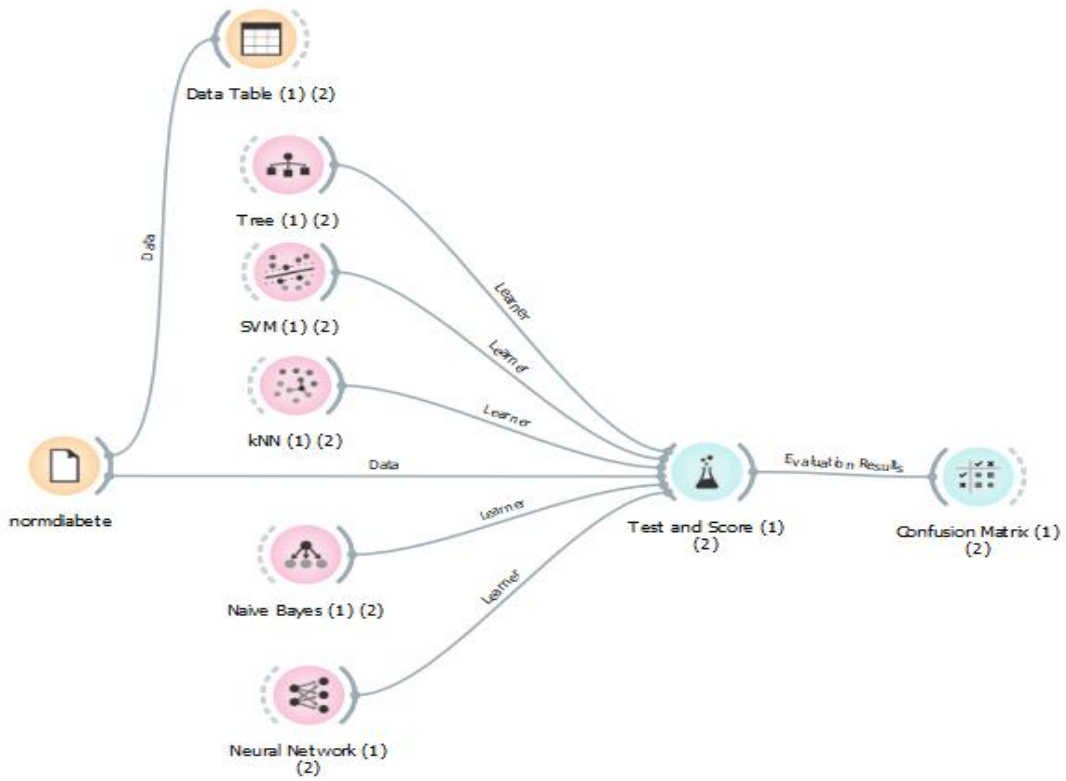 Data Table (1) (2)
Tree (1) (2)
Data
Learner
SVM (1) (2)
Learner
kNN (1) (2)
Learner
Data
normdiabete
Evaluation Results
Test and Score (1)
(2)
Confusion Matrix (1)
(2)
Learner
Naive Bayes (1) (2)
Learner
Neural Network (1)
(2)